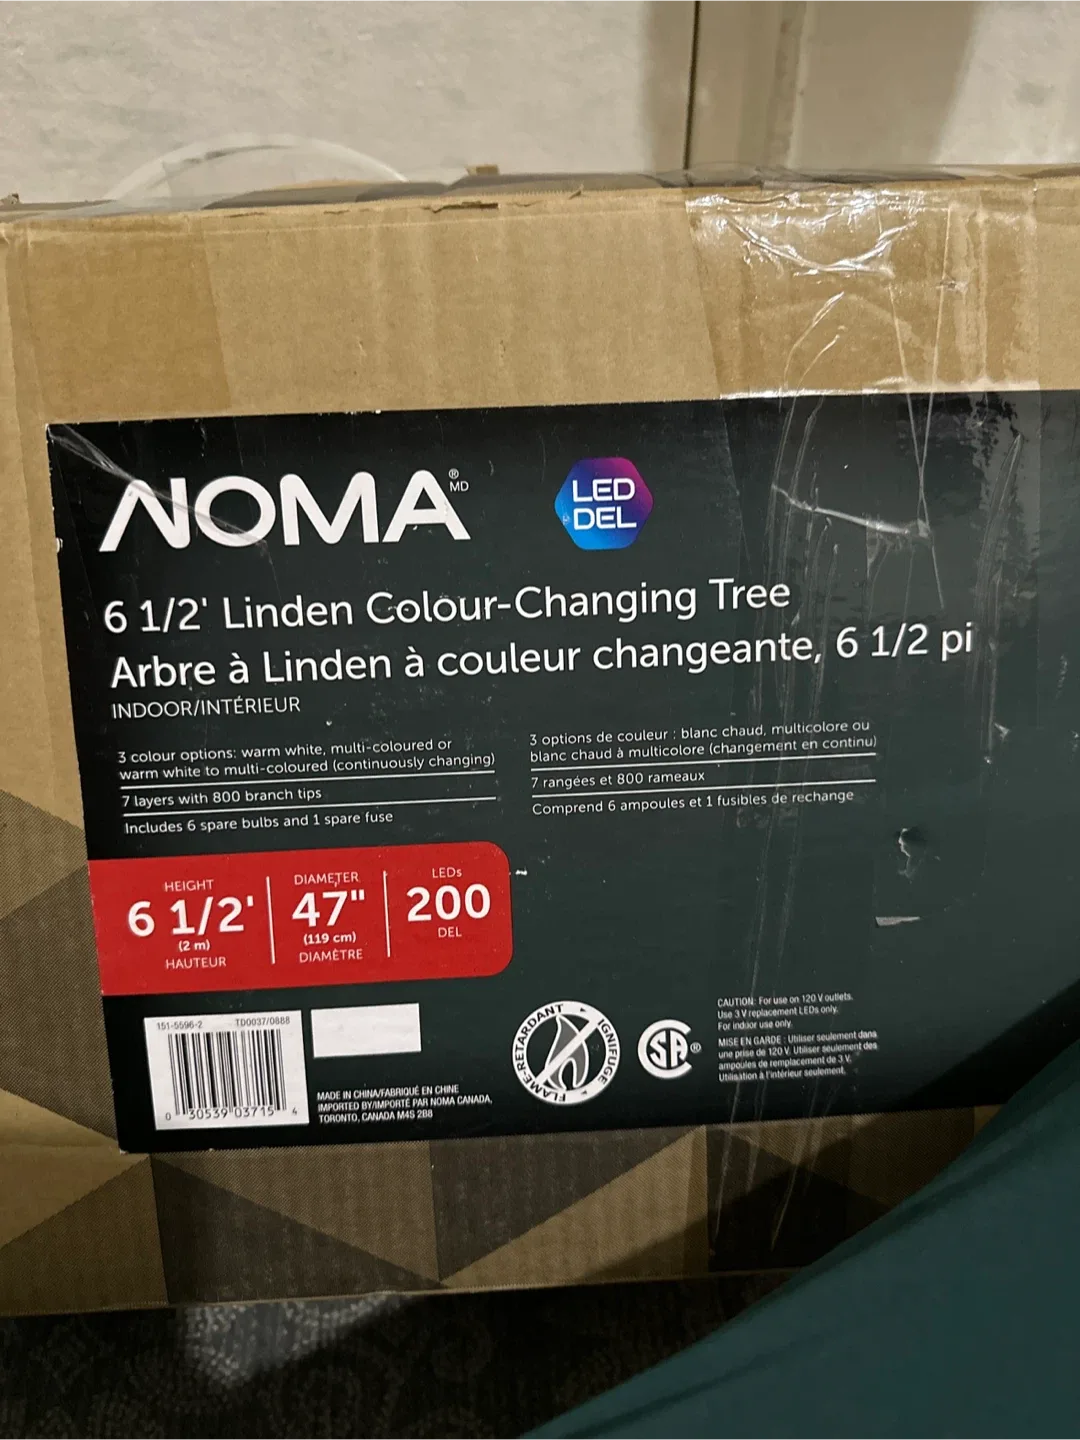 NOMA®
MD
LED
DEL
6 1/2' Linden Colour-Changing Tree
Arbre à Linden à couleur changeante, 6 1/2 pi
INDOOR/INTÉRIEUR
3 colour options: warm white, multi-coloured or
warm white to multi-coloured (continuously changing)
7 layers with 800 branch tips
Includes 6 spare bulbs and 1 spare fuse
3 options de couleur : blanc chaud, multicolore ou
blanc chaud à multicolore (changement en continu)
7 rangées et 800 rameaux
Comprend 6 ampoules et 1 fusibles de rechange
HEIGHT
6 1/2'
(2 m)
HAUTEUR
DIAMETER
47"
(119 cm)
DIAMÈTRE
LEDs
200
DEL
151-5596-2 TD0037/0888
0 30539 03715 4
MADE IN CHINA/FABRIQUÉ EN CHINE
IMPORTED BY/IMPORTÉ PAR NOMA CANADA,
TORONTO, CANADA M4S 2B8
FLAME-RETARDANT
IGNIFUGE
SA®
CAUTION: For use on 120 V outlets.
Use 3 V replacement LEDs only.
For indoor use only.
MISE EN GARDE : Utiliser seulement dans
une prise de 120 V. Utiliser seulement des
ampoules de remplacement de 3 V.
Utilisation à l'intérieur seulement.